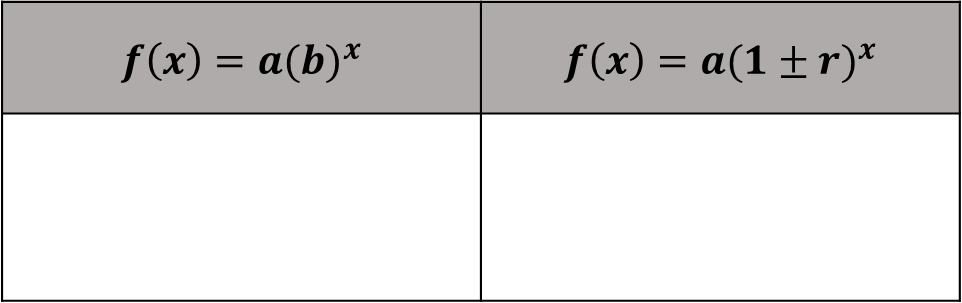 f(x) = a(b)ˣ
f(x) = a(1 ± r)ˣ